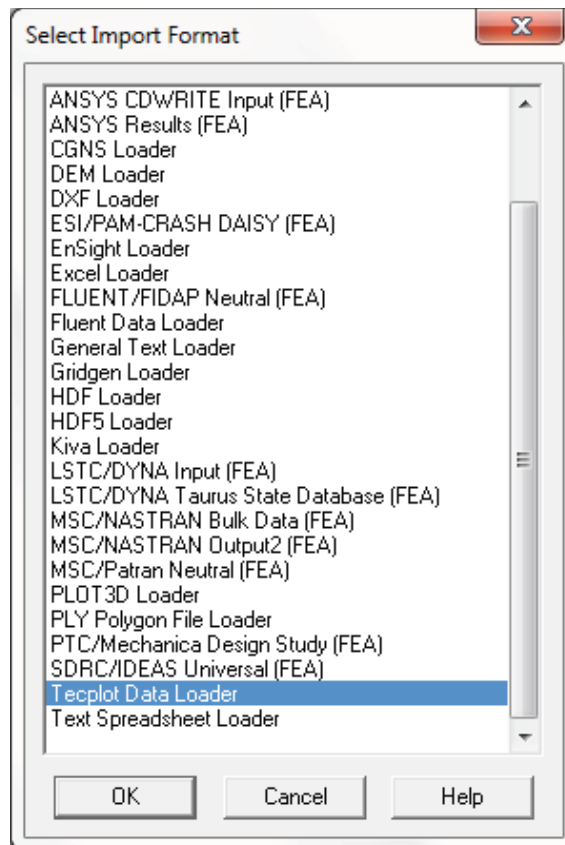 Select Import Format
ANSYS CDWRITE Input (FEA)
ANSYS Results (FEA)
CGNS Loader
DEM Loader
DXF Loader
ESI/PAM-CRASH DAISY (FEA)
EnSight Loader
Excel Loader
FLUENT/FIDAP Neutral (FEA)
Fluent Data Loader
General Text Loader
Gridgen Loader
HDF Loader
HDF5 Loader
Kiva Loader
LSTC/DYNA Input (FEA)
LSTC/DYNA Taurus State Database (FEA)
MSC/NASTRAN Bulk Data (FEA)
MSC/NASTRAN Output2 (FEA)
MSC/Patran Neutral (FEA)
PLOT3D Loader
PLY Polygon File Loader
PTC/Mechanica Design Study (FEA)
SDRC/IDEAS Universal (FEA)
Tecplot Data Loader
Text Spreadsheet Loader
OK Cancel Help